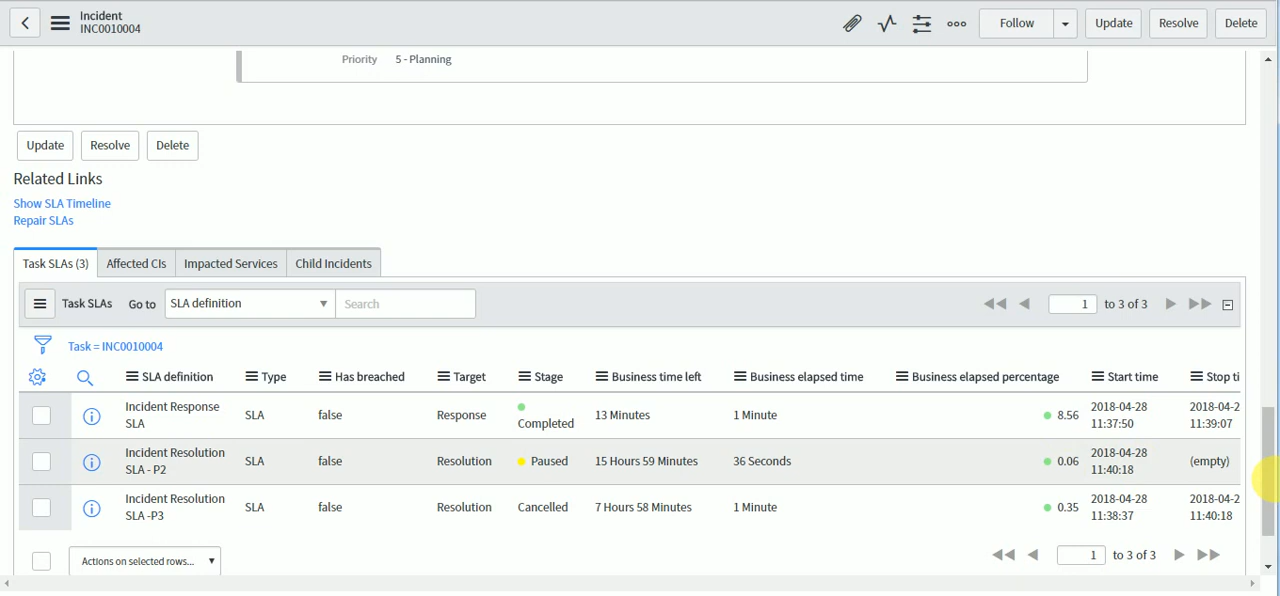 Incident
INC0010004
Follow
Update
Resolve
Delete
Priority 5 - Planning
Update
Resolve
Delete
Related Links
Show SLA Timeline
Repair SLAs
Task SLAs (3)
Affected CIs
Impacted Services
Child Incidents
Task SLAs Go to SLA definition Search 1 to 3 of 3
Task = INC0010004
SLA definition Type Has breached Target Stage Business time left Business elapsed time Business elapsed percentage Start time Stop ti
Incident Response
SLA
SLA false Response
Completed
13 Minutes 1 Minute 8.56
2018-04-28
11:37:50
2018-04-2
11:39:07
Incident Resolution
SLA - P2
SLA false Resolution Paused 15 Hours 59 Minutes 36 Seconds 0.06
2018-04-28
11:40:18
(empty)
Incident Resolution
SLA -P3
SLA false Resolution Cancelled 7 Hours 58 Minutes 1 Minute 0.35
2018-04-28
11:38:37
2018-04-2
11:40:18
Actions on selected rows... 1 to 3 of 3